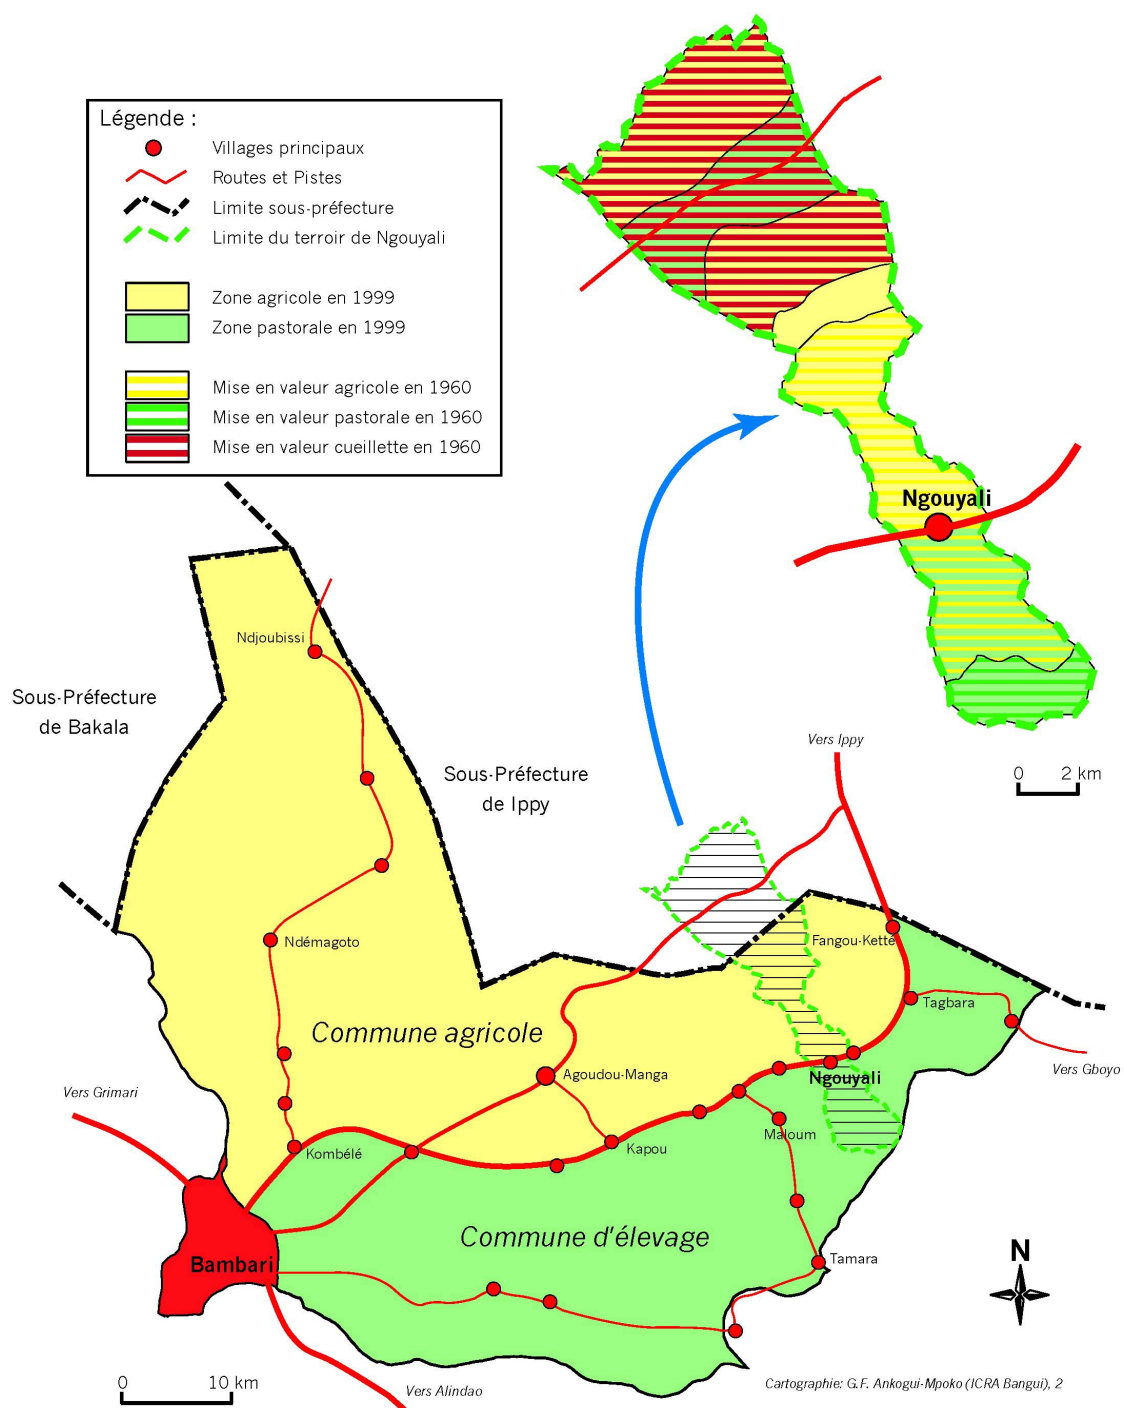 Légende :
Villages principaux
Routes et Pistes
Limite sous-préfecture
Limite du terroir de Ngouyali
Zone agricole en 1999
Zone pastorale en 1999
Mise en valeur agricole en 1960
Mise en valeur pastorale en 1960
Mise en valeur cueillette en 1960
Ngouyali
0 2 km
Ndjoubissi
Sous-Préfecture
de Bakala
Sous-Préfecture
de Ippy
Vers Ippy
Ndémagoto
Fangou-Ketté
Tagbara
Commune agricole
Agoudou-Manga
Vers Gboyo
Ngouyali
Vers Grimari
Maloum
Kombélé
Kapou
Commune d'élevage
Bambari
Tamara
N
0 10 km
Vers Alindao
Cartographie: G.F. Ankogui-Mpoko (ICRA Bangui), 2